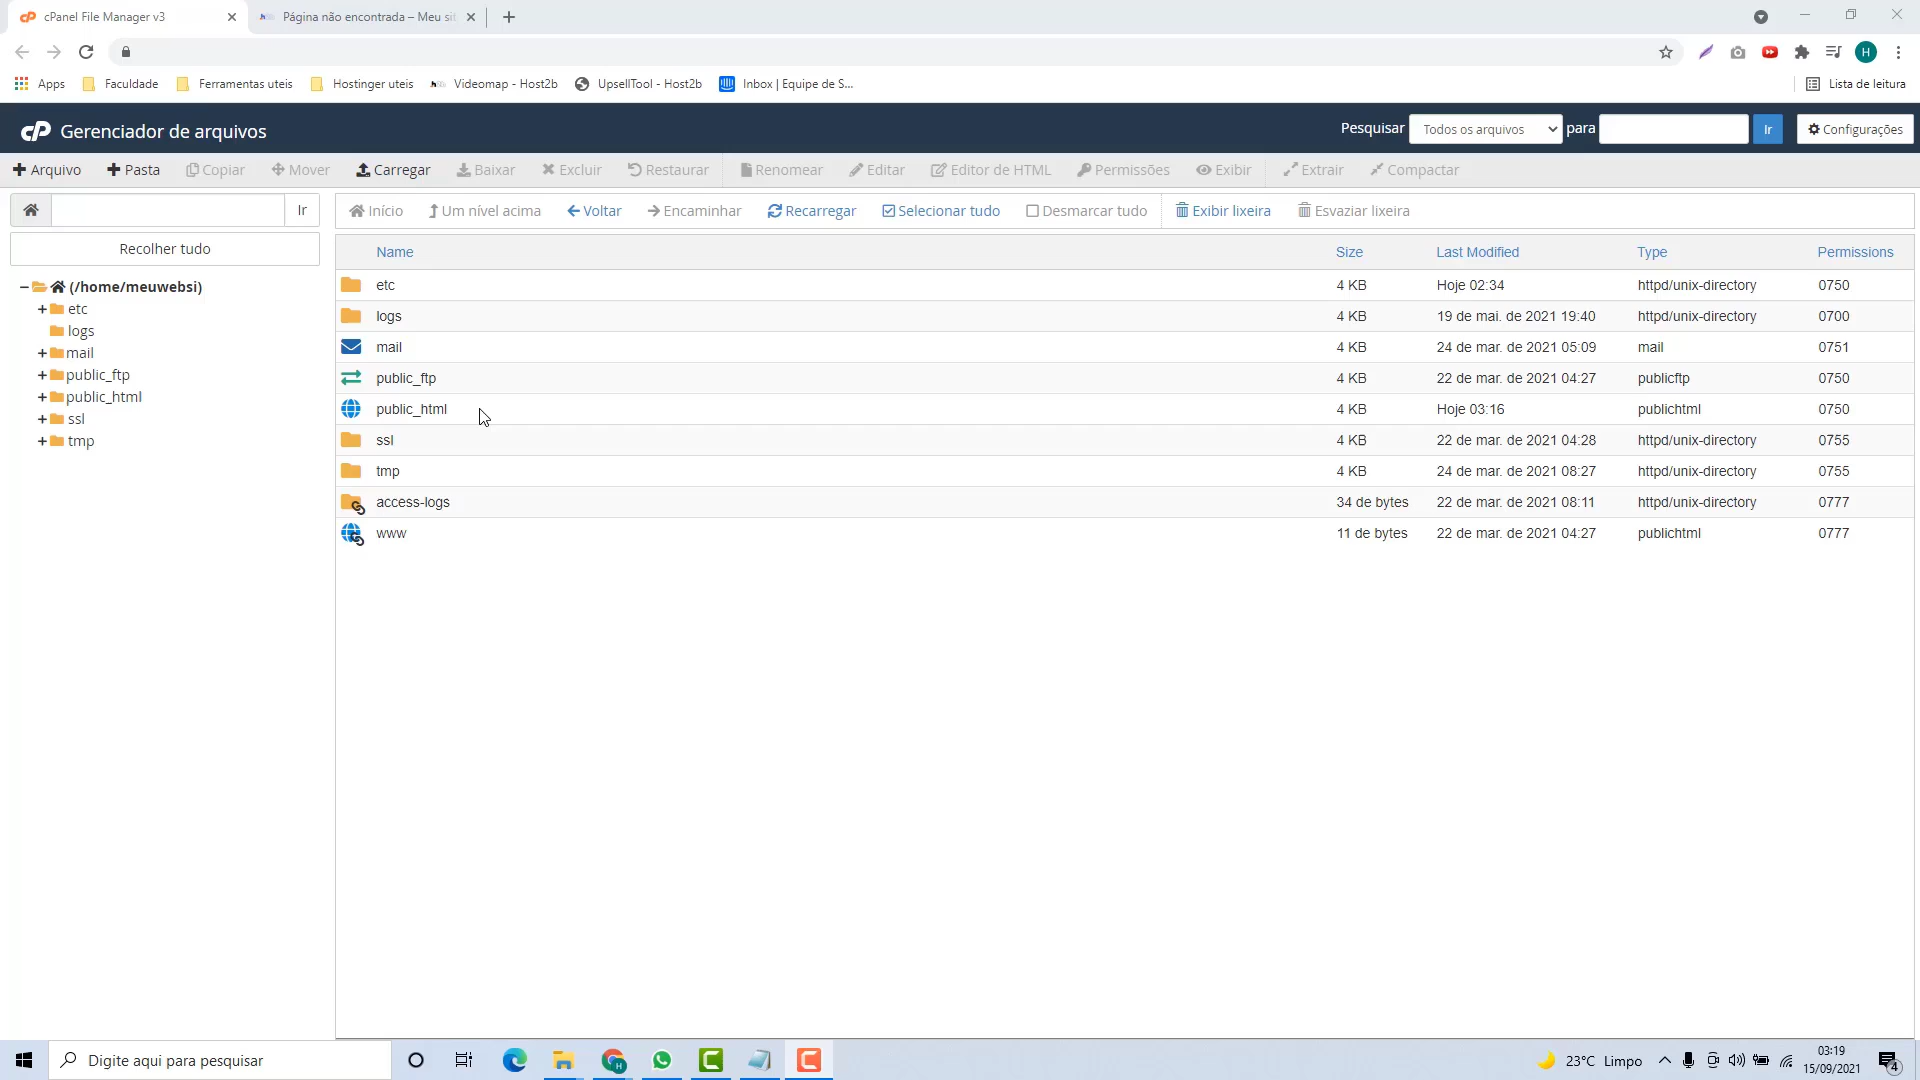 cPanel File Manager v3
Página não encontrada – Meu sit
Apps
Faculdade
Ferramentas uteis
Hostinger uteis
Videomap - Host2b
UpsellTool - Host2b
Inbox | Equipe de S...
Lista de leitura
H
cP Gerenciador de arquivos
Pesquisar Todos os arquivos para Ir Configurações
Arquivo Pasta Copiar Mover Carregar Baixar Excluir Restaurar Renomear Editar Editor de HTML Permissões Exibir Extrair Compactar
Ir
Início Um nível acima Voltar Encaminhar Recarregar Selecionar tudo Desmarcar tudo Exibir lixeira Esvaziar lixeira
Recolher tudo
(/home/meuwebsi)
etc
logs
mail
public_ftp
public_html
ssl
tmp
Name Size Last Modified Type Permissions
etc 4 KB Hoje 02:34 httpd/unix-directory 0750
logs 4 KB 19 de mai. de 2021 19:40 httpd/unix-directory 0700
mail 4 KB 24 de mar. de 2021 05:09 mail 0751
public_ftp 4 KB 22 de mar. de 2021 04:27 publicftp 0750
public_html 4 KB Hoje 03:16 publichtml 0750
ssl 4 KB 22 de mar. de 2021 04:28 httpd/unix-directory 0755
tmp 4 KB 24 de mar. de 2021 08:27 httpd/unix-directory 0755
access-logs 34 de bytes 22 de mar. de 2021 08:11 httpd/unix-directory 0777
www 11 de bytes 22 de mar. de 2021 04:27 publichtml 0777
Digite aqui para pesquisar
23°C Limpo
03:19
15/09/2021
4